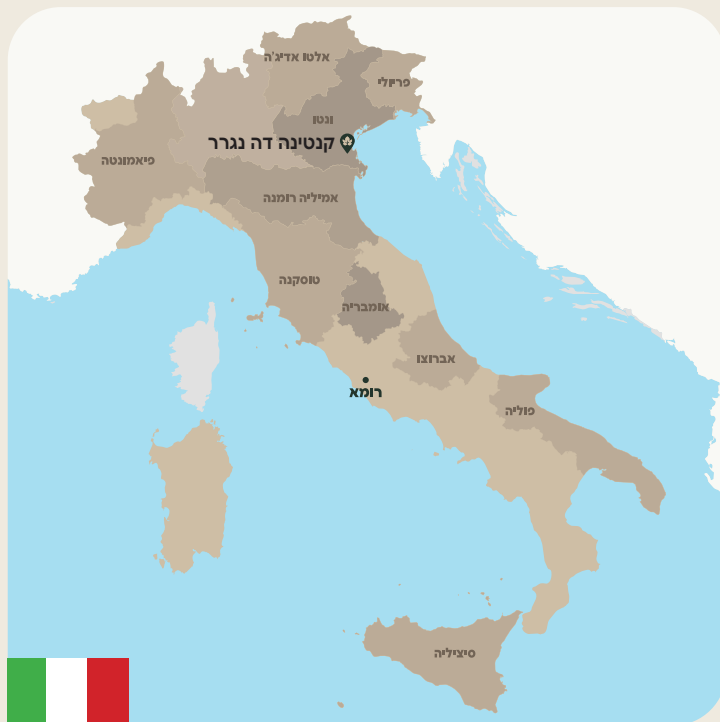 אלטו אדיג'ה
פריולי
ונטו
קנטינה דה נגרר
פיאמונטה
אמיליה רומנה
טוסקנה
אומבריה
אברוצו
רומא
פוליה
סיציליה